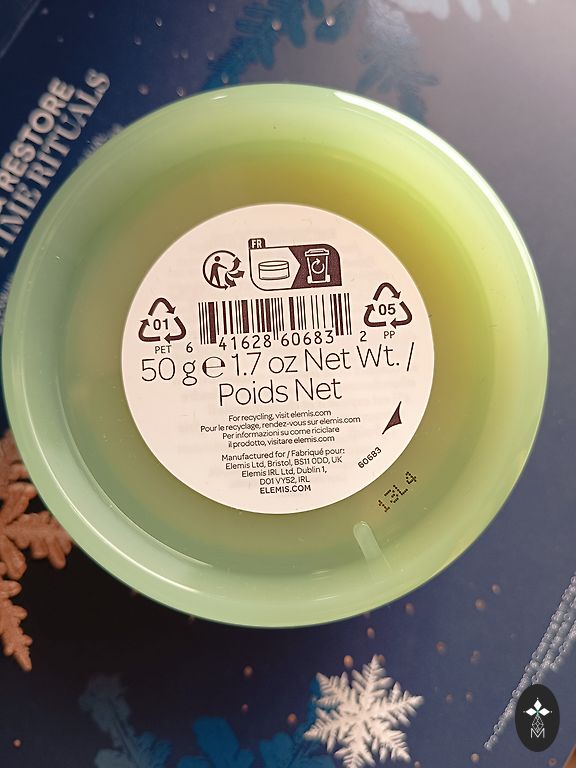 RESTORE
TIME RITUALS
FR
01
PET
05
PP
6 41628 60683 2
50 g ℮ 1.7 oz Net Wt. /
Poids Net
For recycling, visit elemis.com
Pour le recyclage, rendez-vous sur elemis.com
Per informazioni su come riciclare
il prodotto, visitare elemis.com
Manufactured for / Fabriqué pour:
Elemis Ltd, Bristol, BS11 0DD, UK
Elemis IRL Ltd, Dublin 1,
D01 VY52, IRL
ELEMIS.COM
60683
13L4
M